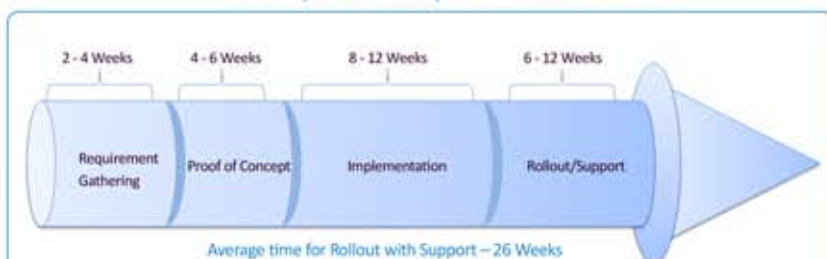 2 - 4 Weeks
4 - 6 Weeks
8 - 12 Weeks
6 - 12 Weeks
Requirement
Gathering
Proof of Concept
Implementation
Rollout/Support
Average time for Rollout with Support – 26 Weeks